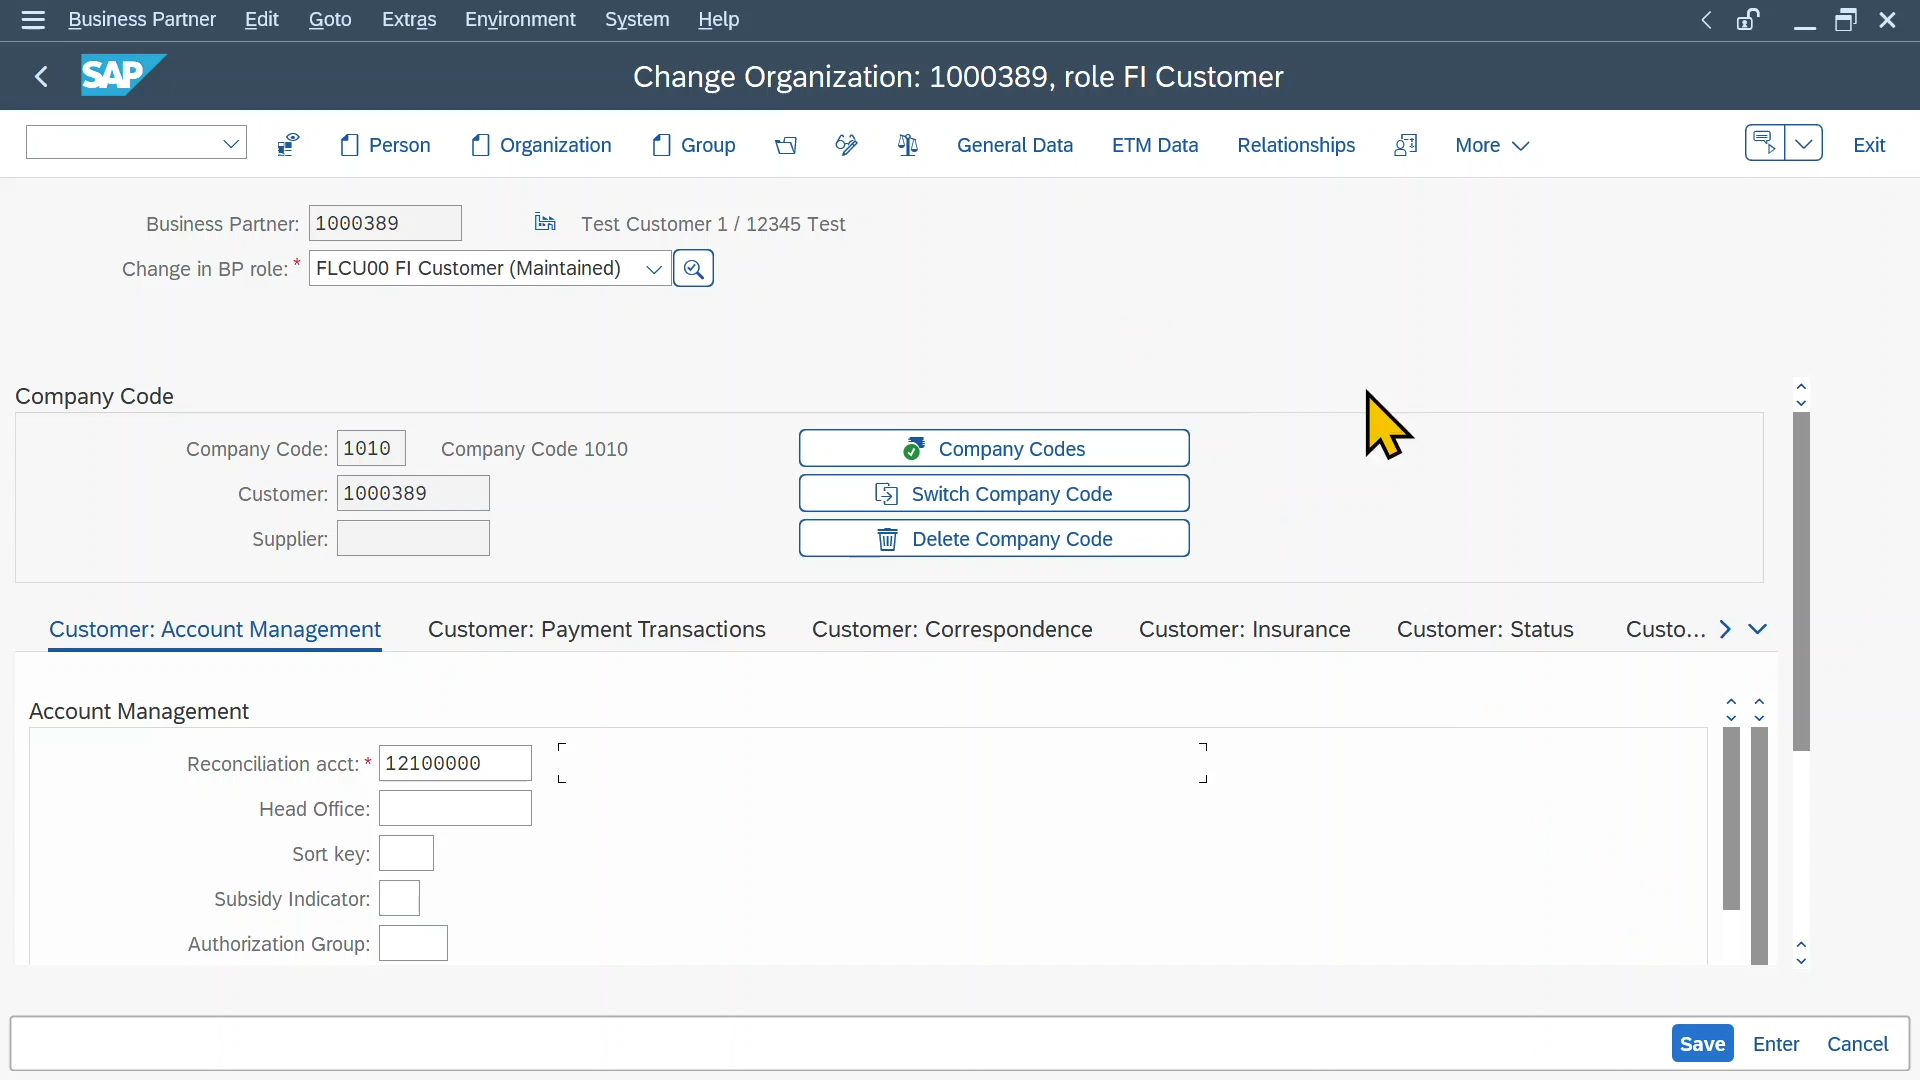 Business Partner Edit Goto Extras Environment System Help
SAP Change Organization: 1000389, role FI Customer
Person Organization Group General Data ETM Data Relationships More Exit
Business Partner: 1000389 Test Customer 1 / 12345 Test
Change in BP role: * FLCU00 FI Customer (Maintained)
Company Code
Company Code: 1010 Company Code 1010 Company Codes
Customer: 1000389 Switch Company Code
Supplier: Delete Company Code
Customer: Account Management Customer: Payment Transactions Customer: Correspondence Customer: Insurance Customer: Status Custo...
Account Management
Reconciliation acct: * 12100000
Head Office:
Sort key:
Subsidy Indicator:
Authorization Group:
Save Enter Cancel